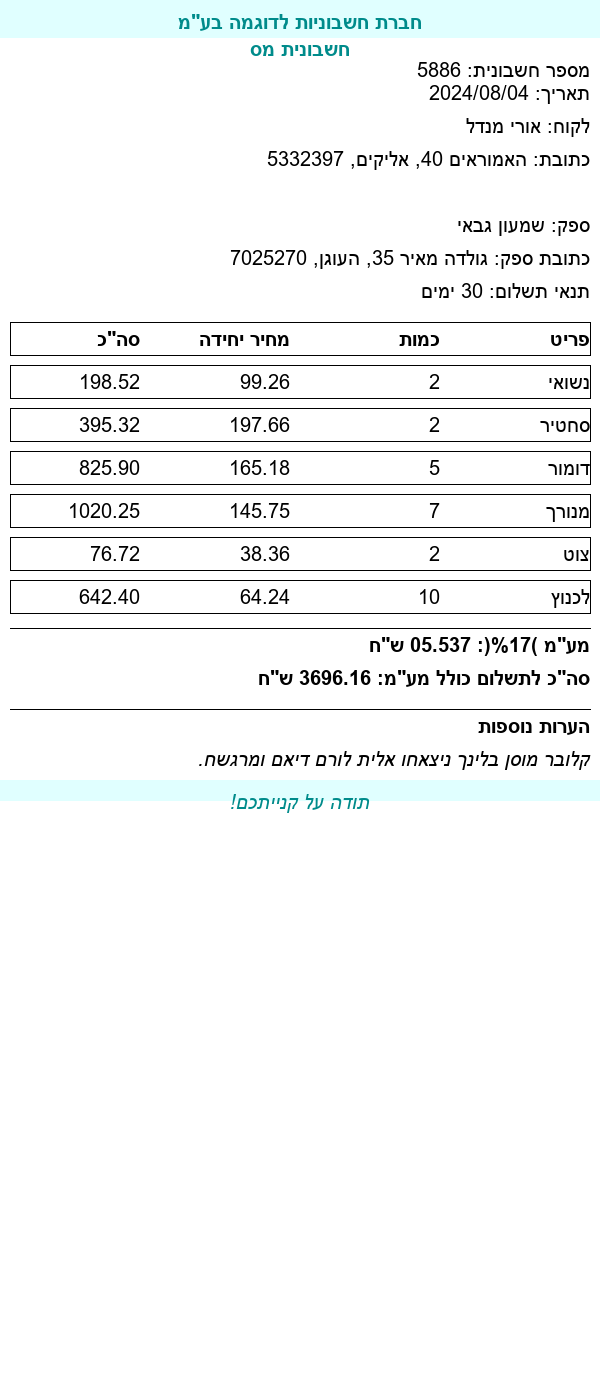 חברת חשבוניות לדוגמה בע"מ
חשבונית מס
מספר חשבונית: 5886
תאריך: 2024/08/04
לקוח: אורי מנדל
כתובת: האמוראים 40, אליקים, 5332397
ספק: שמעון גבאי
כתובת ספק: גולדה מאיר 35, העוגן, 7025270
תנאי תשלום: 30 ימים
פריט כמות מחיר יחידה סה"כ
נשואי 2 99.26 198.52
סחטיר 2 197.66 395.32
דומור 5 165.18 825.90
מנורך 7 145.75 1020.25
צוט 2 38.36 76.72
לכנוץ 10 64.24 642.40
מע"מ )17%(: 05.537 ש"ח
סה"כ לתשלום כולל מע"מ: 3696.16 ש"ח
הערות נוספות
קלובר מוסן בלינך ניצאחו אלית לורם דיאם ומרגשח.
תודה על קנייתכם!